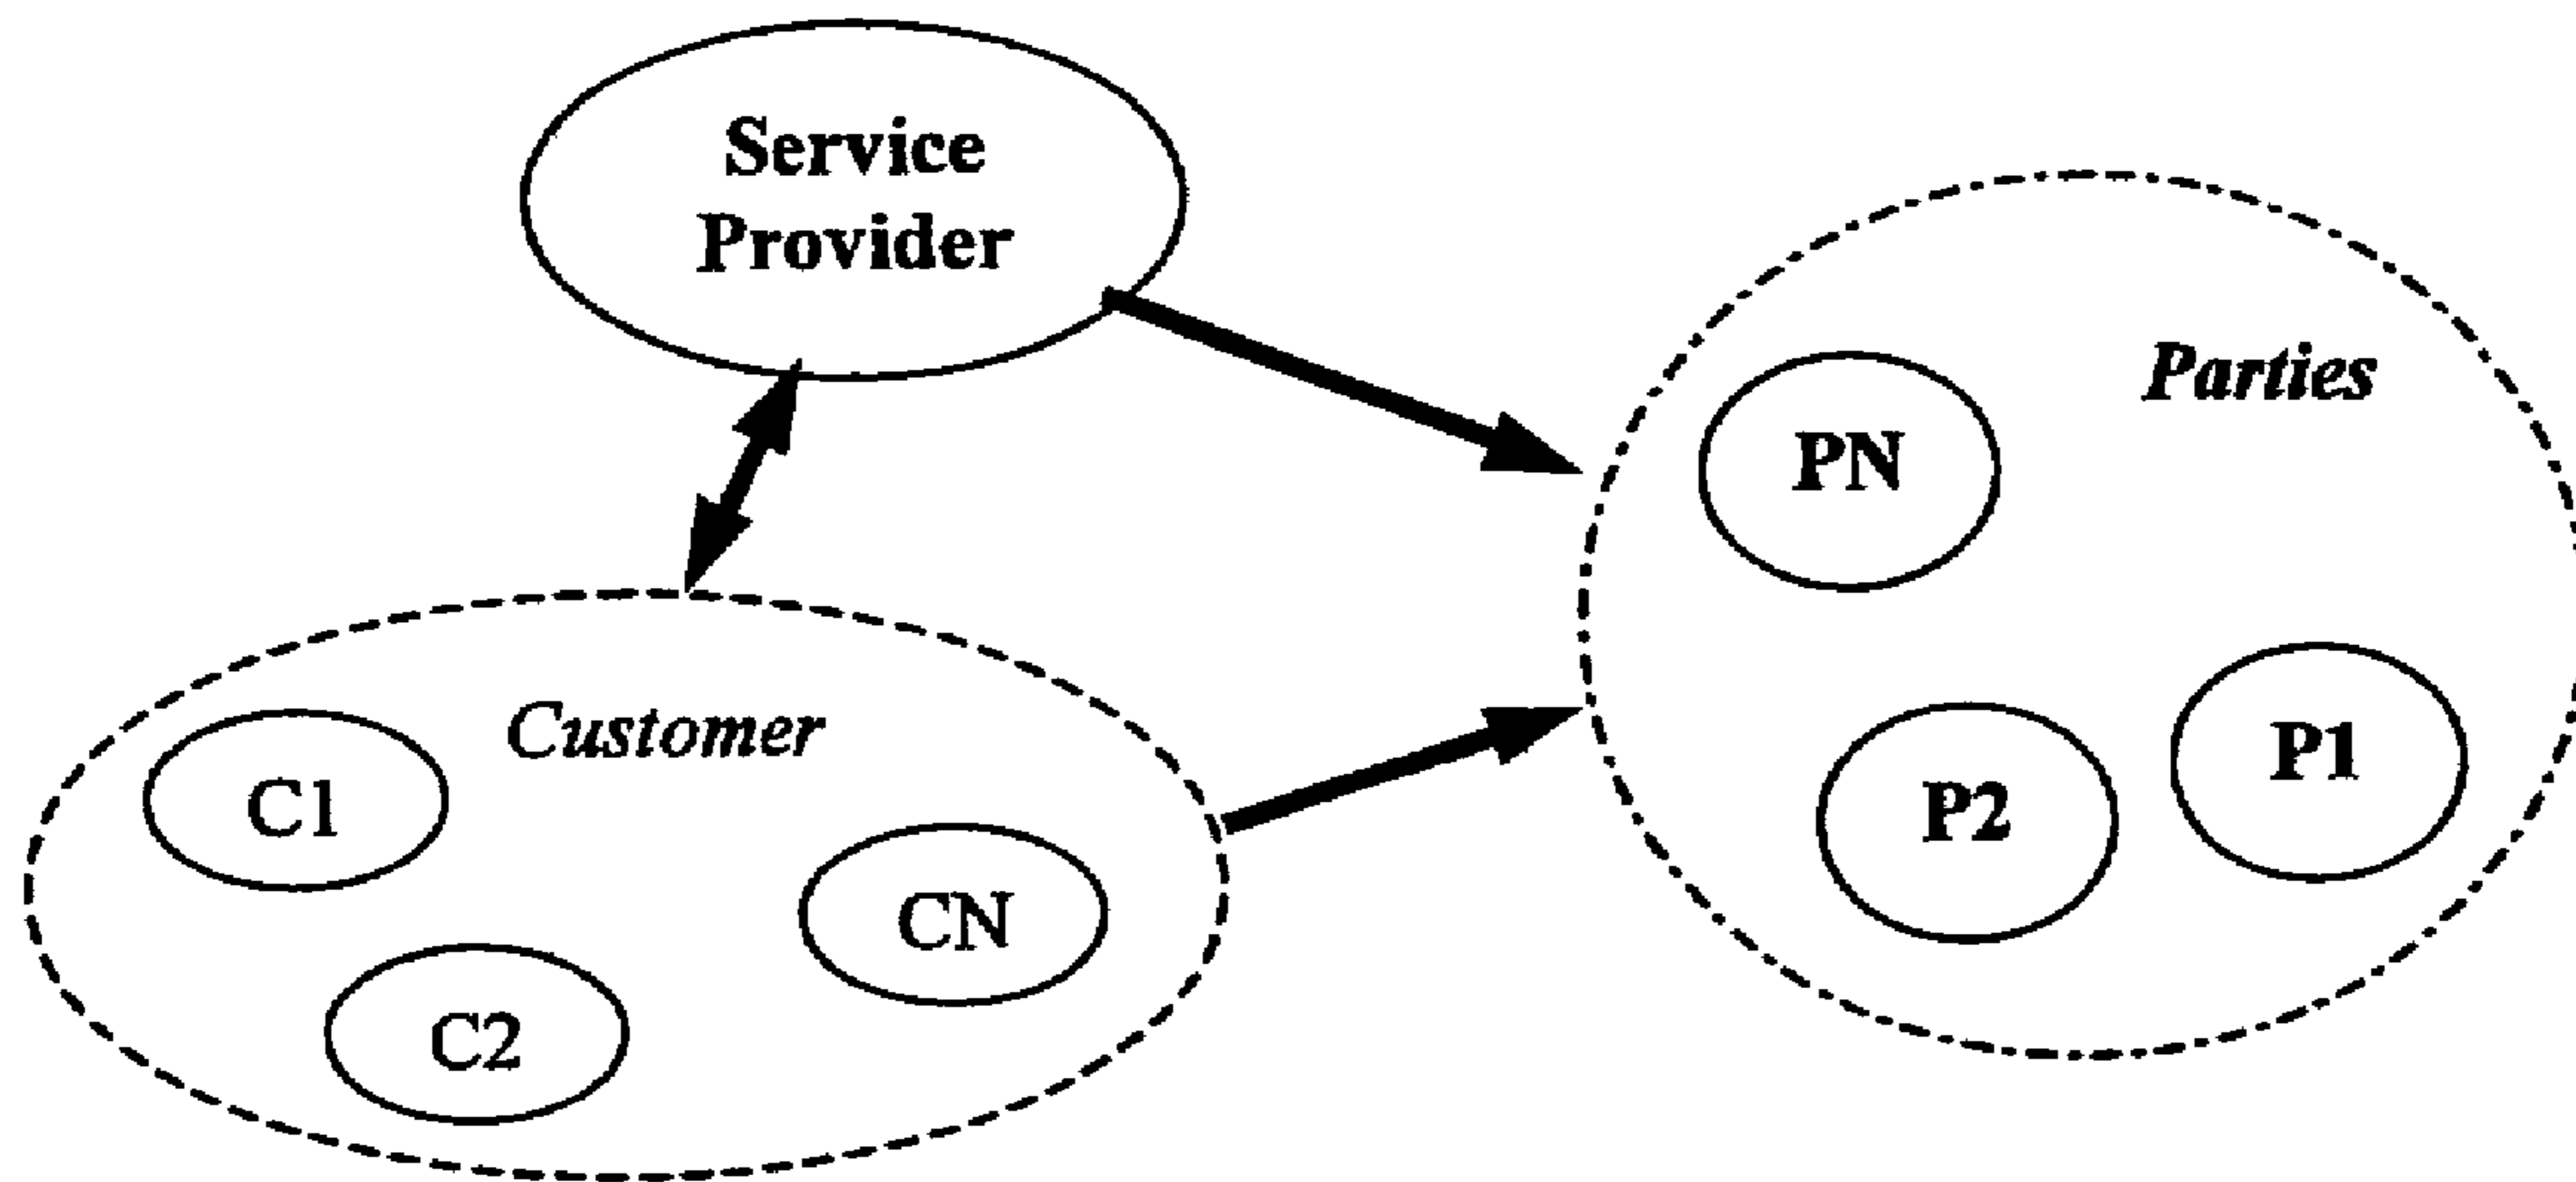 Service
Provider
Parties
PN
Customer
C1
P1
P2
CN
C2